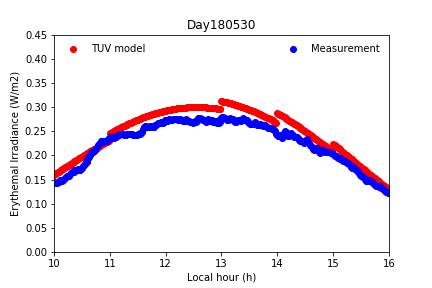 Day180530
TUV model
Measurement
Erythemal Irradiance (W/m2)
0.45
0.40
0.35
0.30
0.25
0.20
0.15
0.10
0.05
0.00
10 11 12 13 14 15 16
Local hour (h)